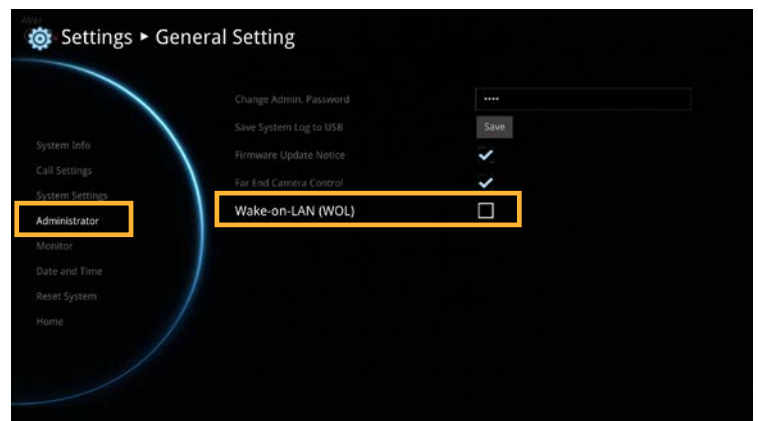 AVer
Settings ▸ General Setting
Change Admin. Password ••••
Save System Log to USB Save
System Info
Firmware Update Notice
Call Settings
Far End Camera Control
System Settings
Wake-on-LAN (WOL)
Administrator
Monitor
Date and Time
Reset System
Home